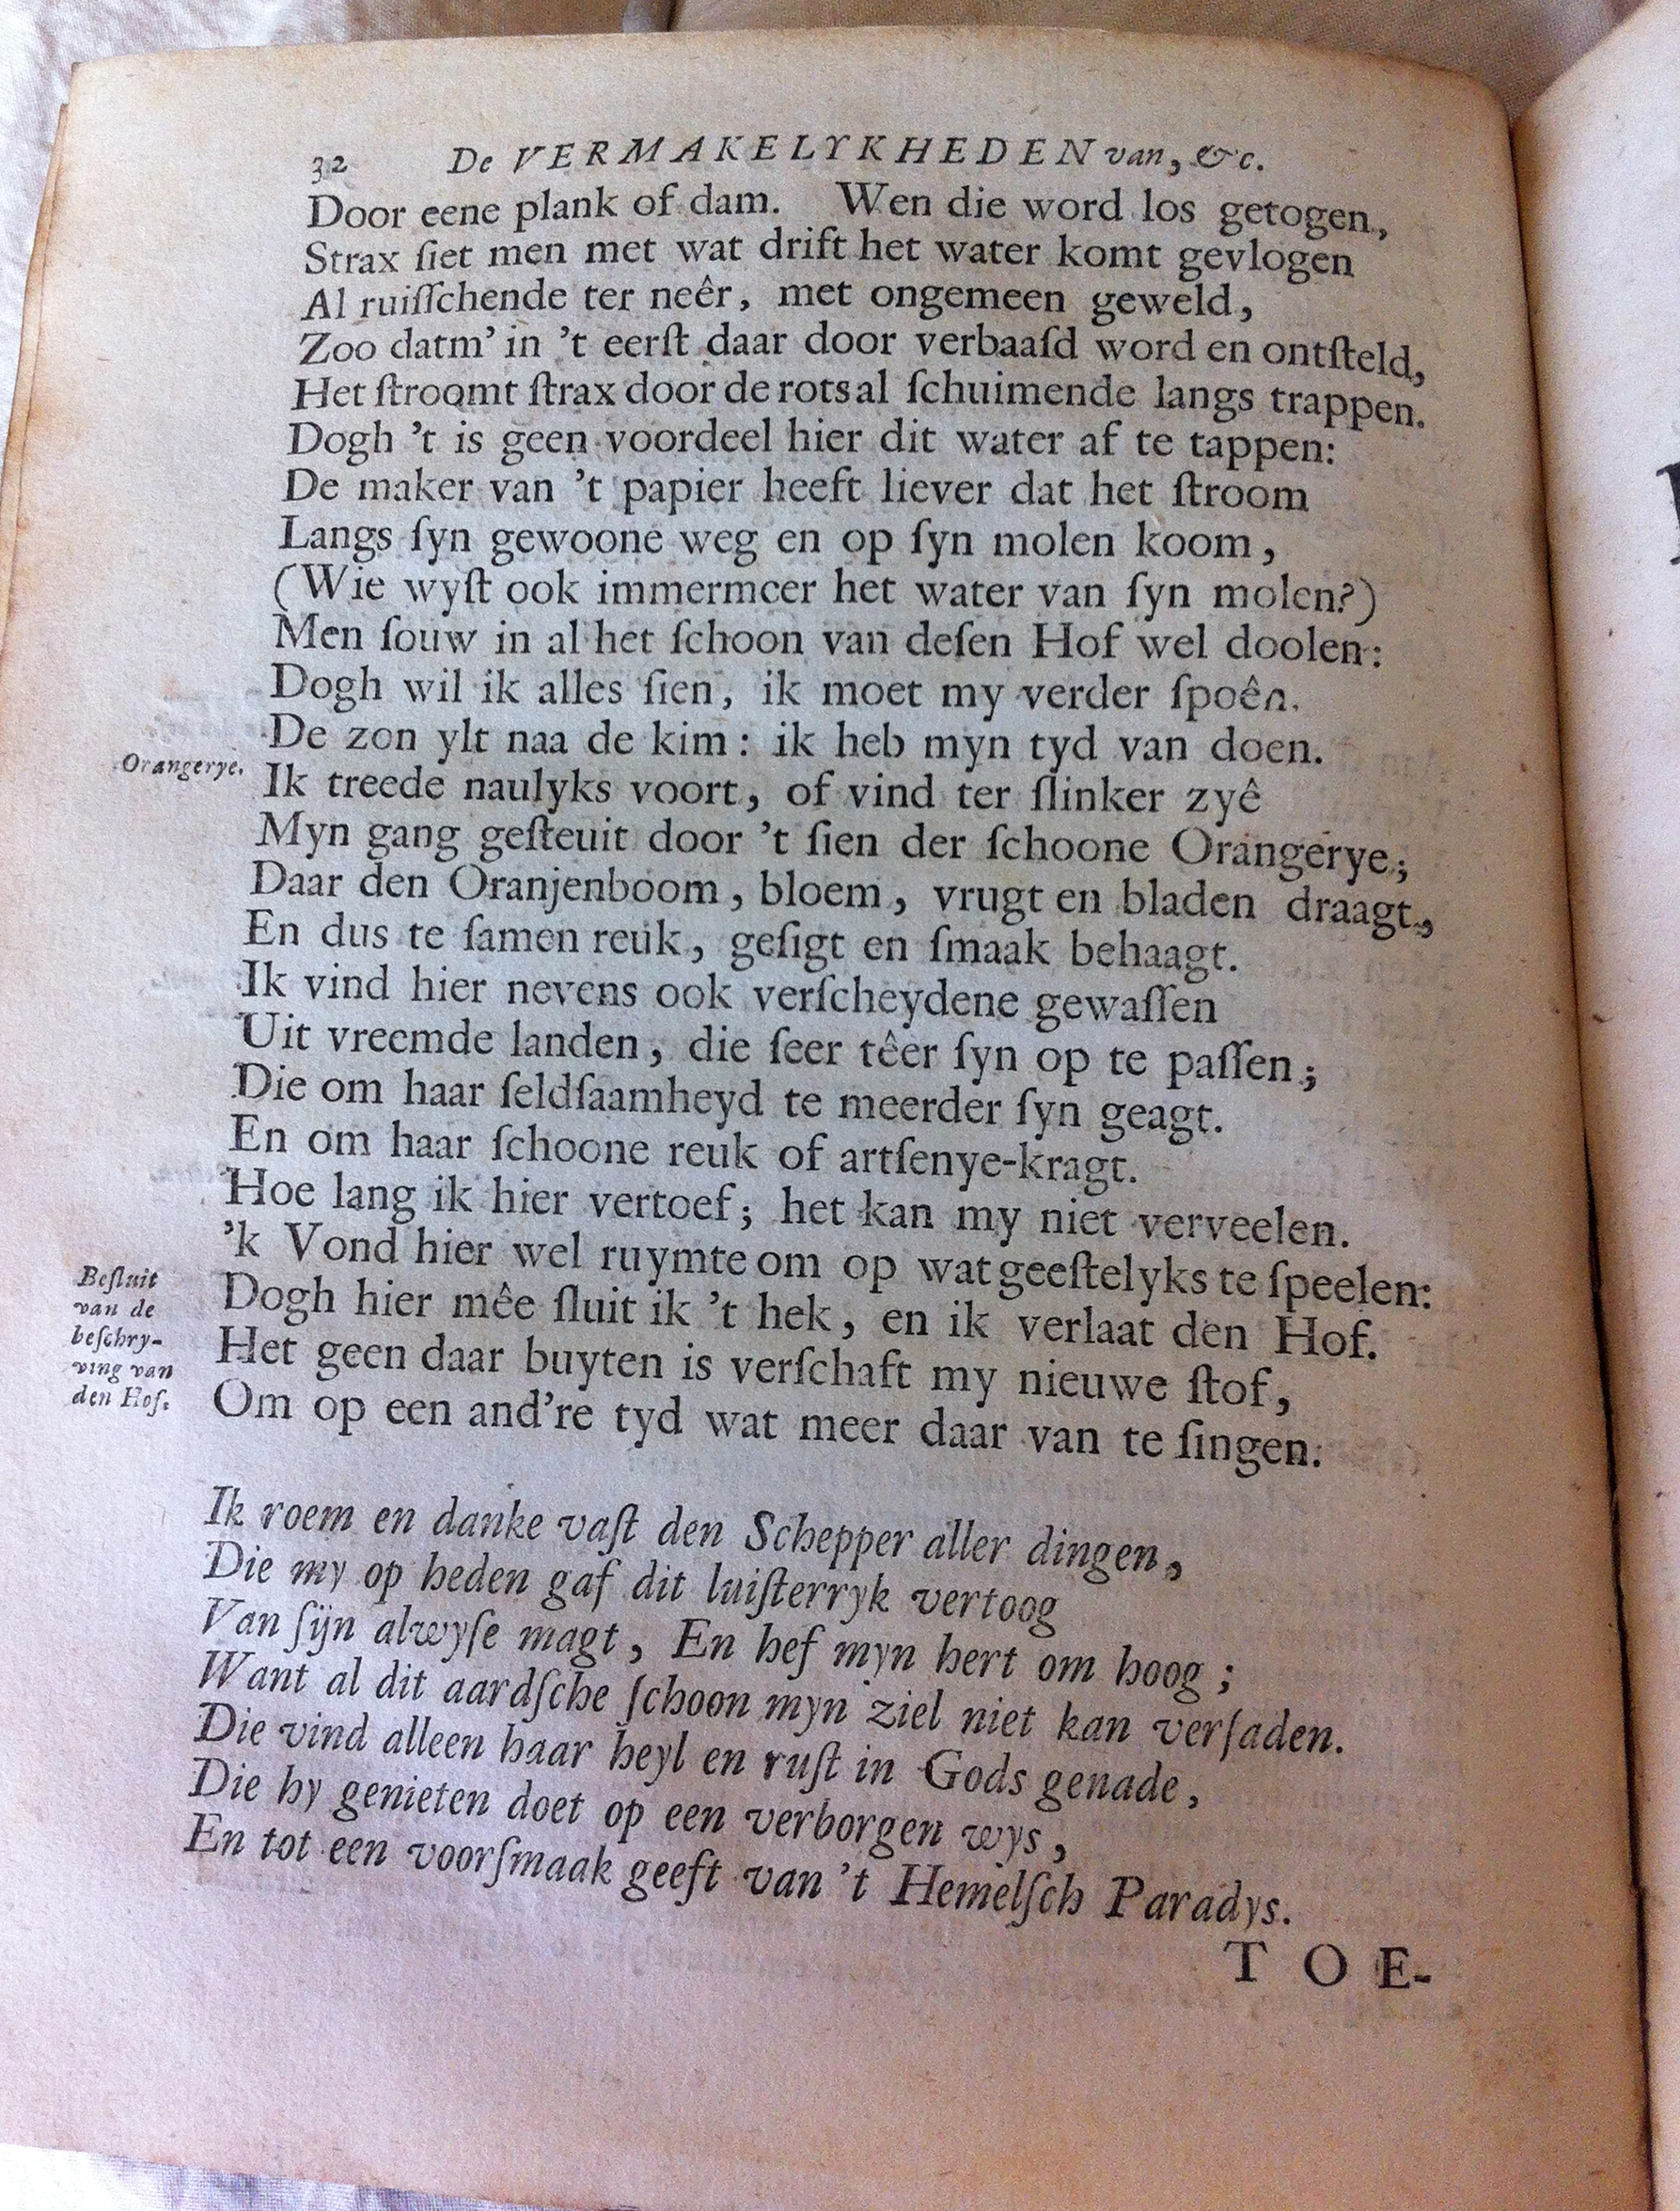 32 De VERMAKELYKHEDEN van, &c.
Door eene plank of dam. Wen die word los getogen,
Strax ſiet men met wat drift het water komt gevlogen
Al ruiſſchende ter neêr, met ongemeen geweld,
Zoo datm' in 't eerſt daar door verbaaſd word en ontſteld,
Het ſtroomt ſtrax door de rots al ſchuimende langs trappen.
Dogh 't is geen voordeel hier dit water af te tappen:
De maker van 't papier heeft liever dat het ſtroom
Langs ſyn gewoone weg en op ſyn molen koom,
(Wie wyſt ook immermeer het water van ſyn molen?)
Men ſouw in al het ſchoon van deſen Hof wel doolen:
Dogh wil ik alles ſien, ik moet my verder ſpoên.
De zon ylt naa de kim: ik heb myn tyd van doen.
Orangerye.
Ik treede naulyks voort, of vind ter ſlinker zyê
Myn gang geſteuit door 't ſien der ſchoone Orangerye;
Daar den Oranjenboom, bloem, vrugt en bladen draagt,
En dus te ſamen reuk, geſigt en ſmaak behaagt.
Ik vind hier nevens ook verſcheydene gewaſſen
Uit vreemde landen, die ſeer têer ſyn op te paſſen;
Die om haar ſeldſaamheyd te meerder ſyn geagt.
En om haar ſchoone reuk of artſenye-kragt.
Hoe lang ik hier vertoef; het kan my niet verveelen.
'k Vond hier wel ruymte om op wat geeſtelyks te ſpeelen:
Beſluit
van de
beſchry-
ving van
den Hof.
Dogh hier mêe ſluit ik 't hek, en ik verlaat den Hof.
Het geen daar buyten is verſchaft my nieuwe ſtof,
Om op een and're tyd wat meer daar van te ſingen.
Ik roem en danke vaſt den Schepper aller dingen,
Die my op heden gaf dit luiſterryk vertoog
Van ſijn alwyſe magt, En hef myn hert om hoog;
Want al dit aardſche ſchoon myn ziel niet kan verſaden.
Die vind alleen haar heyl en ruſt in Gods genade,
Die hy genieten doet op een verborgen wys,
En tot een voorſmaak geeft van 't Hemelſch Paradys.
TOE-